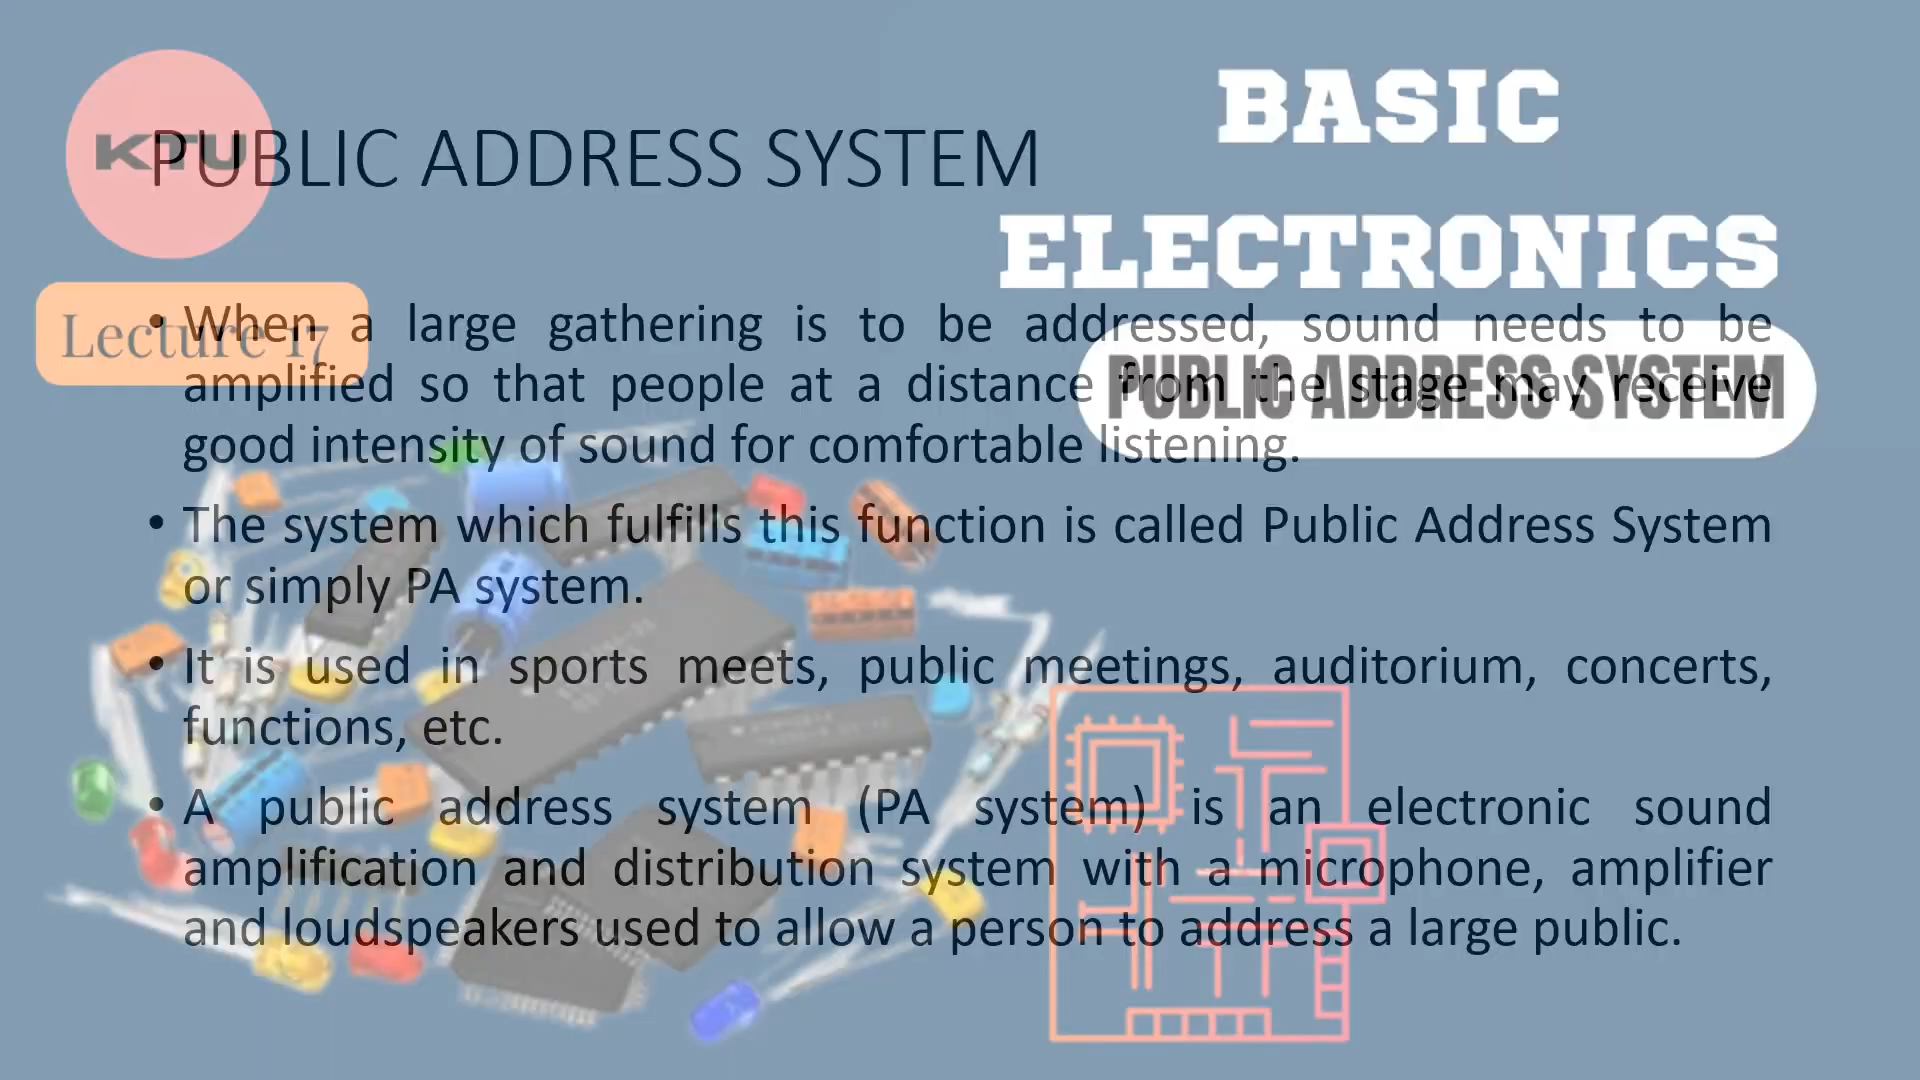 KTU
Lecture 17
BASIC
ELECTRONICS
PUBLIC ADDRESS SYSTEM
PUBLIC ADDRESS SYSTEM
• When a large gathering is to be addressed, sound needs to be
amplified so that people at a distance from the stage may receive
good intensity of sound for comfortable listening.
• The system which fulfills this function is called Public Address System
or simply PA system.
• It is used in sports meets, public meetings, auditorium, concerts,
functions, etc.
• A public address system (PA system) is an electronic sound
amplification and distribution system with a microphone, amplifier
and loudspeakers used to allow a person to address a large public.